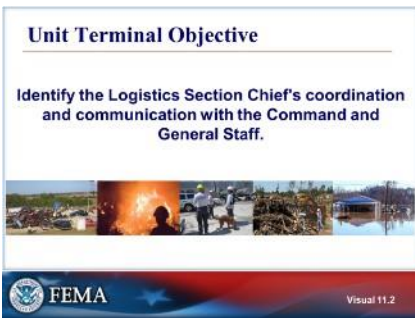 Unit Terminal Objective
Identify the Logistics Section Chief's coordination
and communication with the Command and
General Staff.
FEMA
Visual 11.2